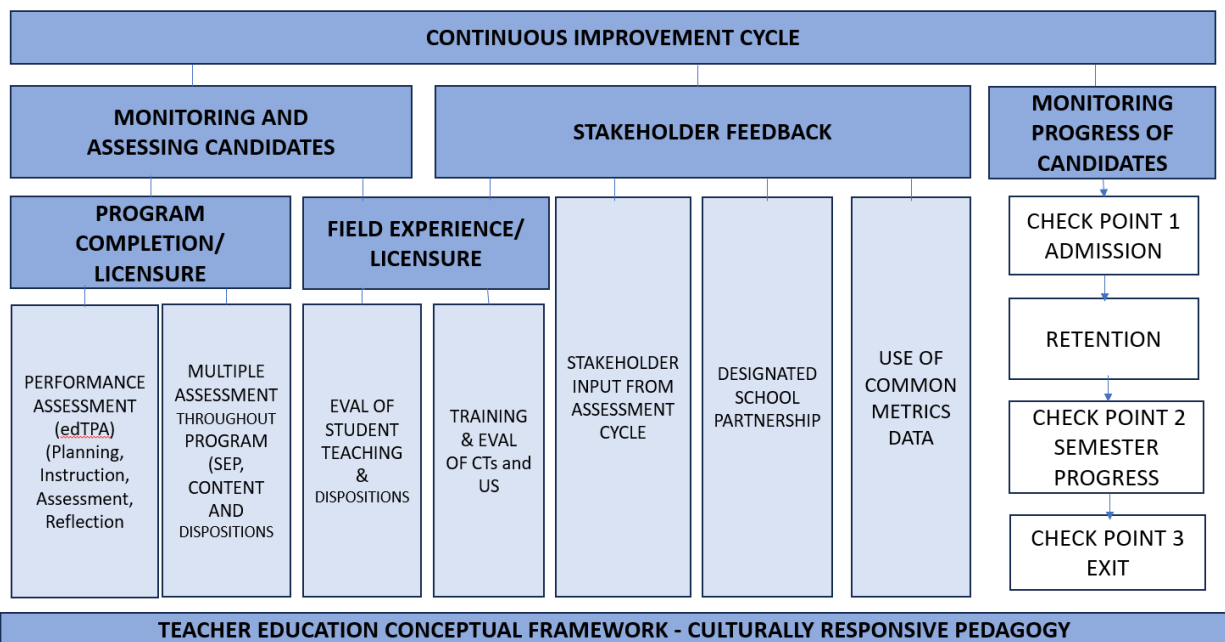 CONTINUOUS IMPROVEMENT CYCLE
MONITORING AND
ASSESSING CANDIDATES
STAKEHOLDER FEEDBACK
MONITORING
PROGRESS OF
CANDIDATES
PROGRAM
COMPLETION/
LICENSURE
FIELD EXPERIENCE/
LICENSURE
PERFORMANCE
ASSESSMENT
(edTPA)
(Planning,
Instruction,
Assessment,
Reflection
MULTIPLE
ASSESSMENT
THROUGHOUT
PROGRAM
(SEP,
CONTENT
AND
DISPOSITIONS
EVAL OF
STUDENT
TEACHING
&
DISPOSITIONS
TRAINING
& EVAL
OF CTs and
US
STAKEHOLDER
INPUT FROM
ASSESSMENT
CYCLE
DESIGNATED
SCHOOL
PARTNERSHIP
USE OF
COMMON
METRICS
DATA
CHECK POINT 1
ADMISSION
RETENTION
CHECK POINT 2
SEMESTER
PROGRESS
CHECK POINT 3
EXIT
TEACHER EDUCATION CONCEPTUAL FRAMEWORK - CULTURALLY RESPONSIVE PEDAGOGY